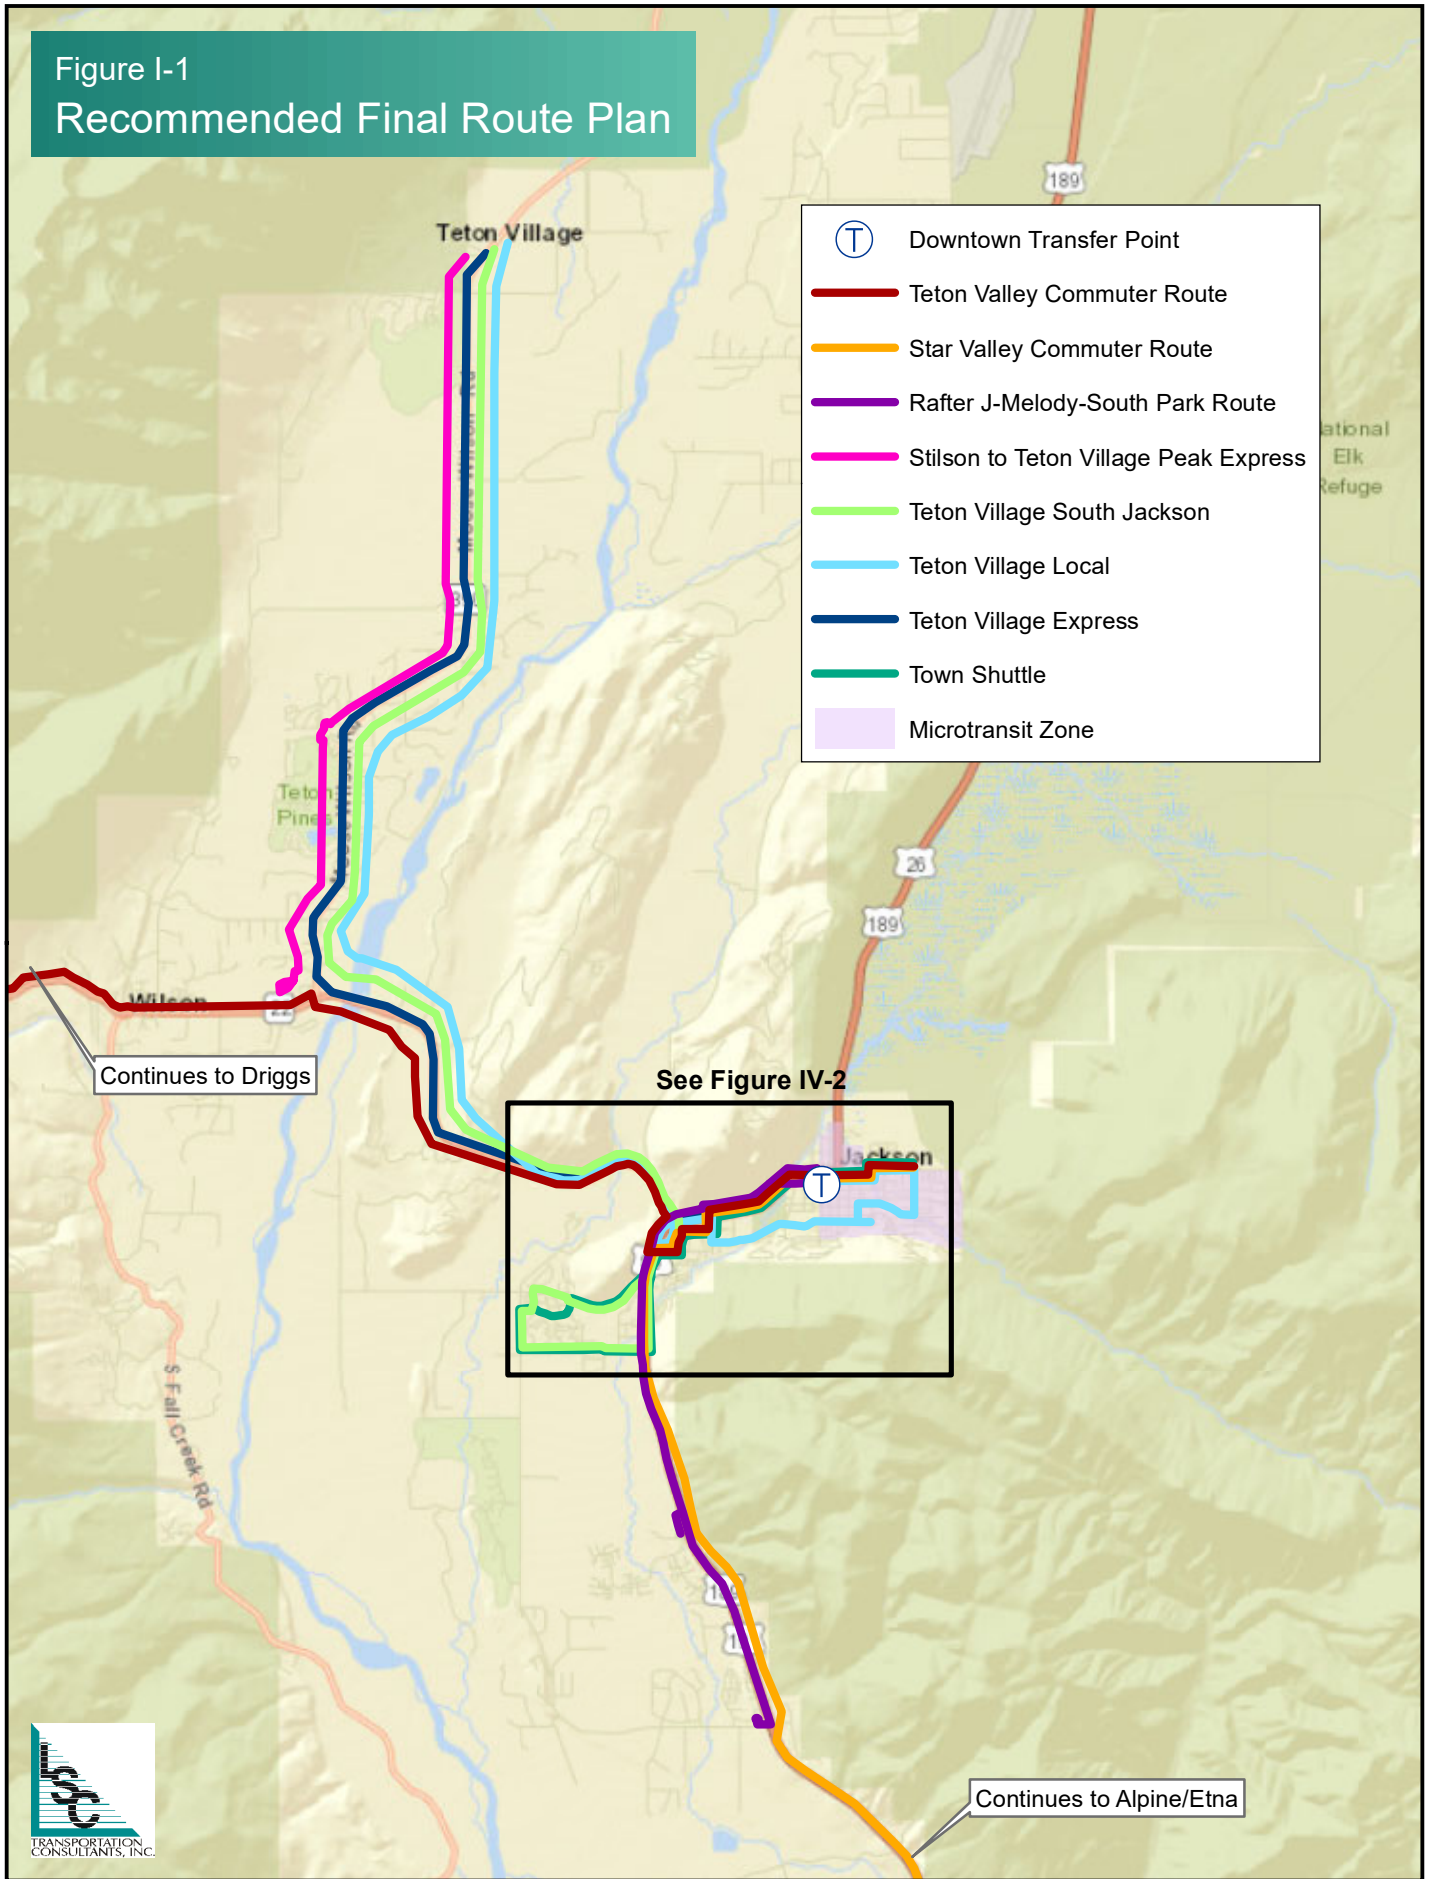 Figure I-1
Recommended Final Route Plan
189
Teton Village
Downtown Transfer Point
Teton Valley Commuter Route
Star Valley Commuter Route
Rafter J-Melody-South Park Route
Stilson to Teton Village Peak Express
Teton Village South Jackson
Teton Village Local
Teton Village Express
Town Shuttle
Microtransit Zone
T
ational
Elk
Refuge
Teton
Pines
26
189
Wilson
22
Continues to Driggs
See Figure IV-2
Jackson
T
S Fall Creek Rd
Continues to Alpine/Etna
LSC
TRANSPORTATION
CONSULTANTS, INC.